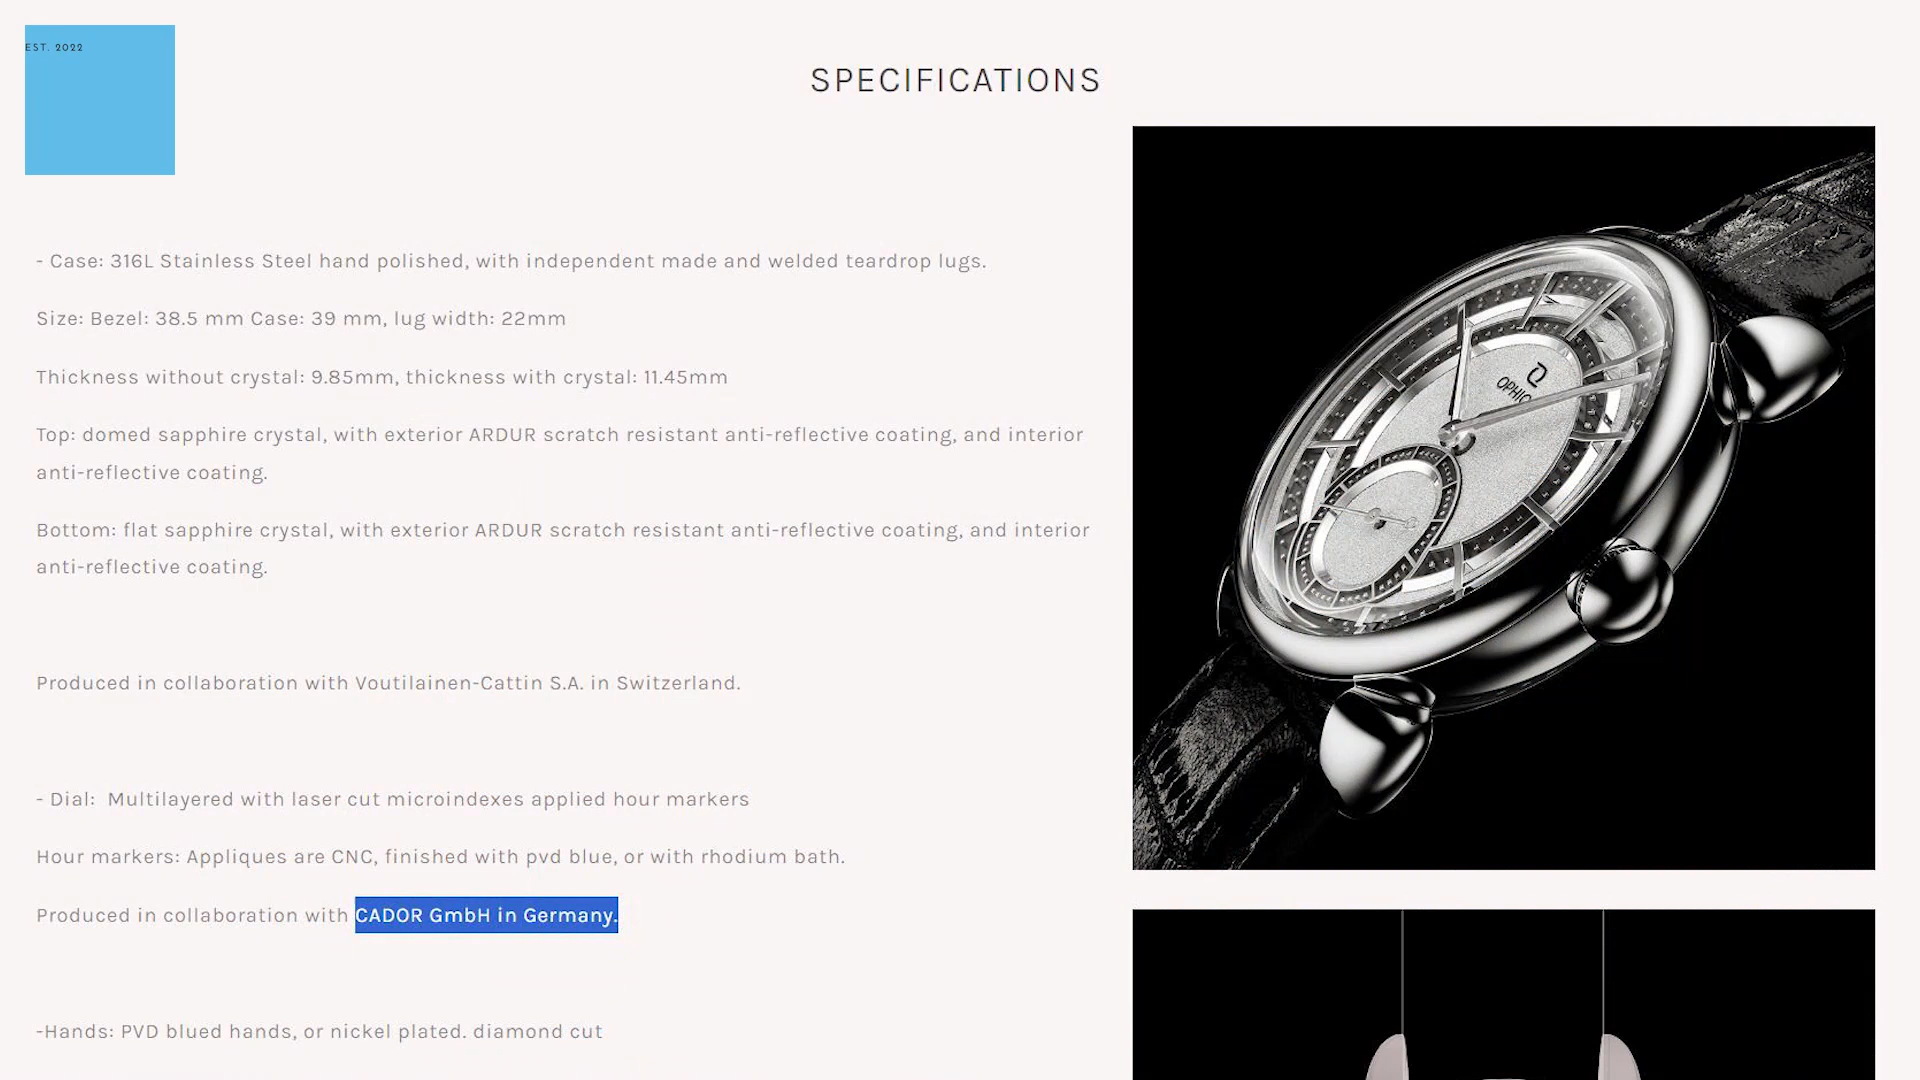 EST. 2022
SPECIFICATIONS
- Case: 316L Stainless Steel hand polished, with independent made and welded teardrop lugs.
Size: Bezel: 38.5 mm Case: 39 mm, lug width: 22mm
Thickness without crystal: 9.85mm, thickness with crystal: 11.45mm
Top: domed sapphire crystal, with exterior ARDUR scratch resistant anti-reflective coating, and interior
anti-reflective coating.
Bottom: flat sapphire crystal, with exterior ARDUR scratch resistant anti-reflective coating, and interior
anti-reflective coating.
Produced in collaboration with Voutilainen-Cattin S.A. in Switzerland.
- Dial:  Multilayered with laser cut microindexes applied hour markers
Hour markers: Appliques are CNC, finished with pvd blue, or with rhodium bath.
Produced in collaboration with CADOR GmbH in Germany.
-Hands: PVD blued hands, or nickel plated. diamond cut